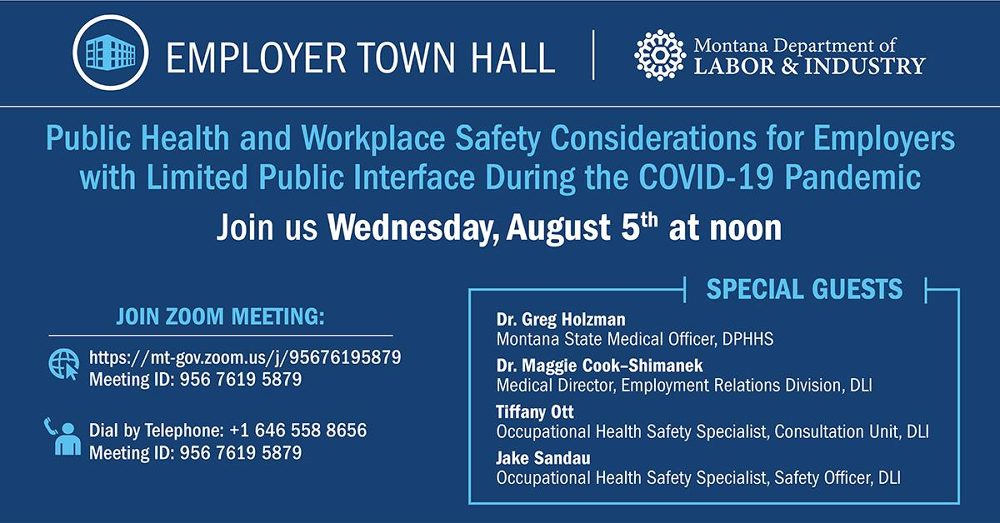 EMPLOYER TOWN HALL
Montana Department of
LABOR & INDUSTRY
Public Health and Workplace Safety Considerations for Employers
with Limited Public Interface During the COVID-19 Pandemic
Join us Wednesday, August 5th at noon
JOIN ZOOM MEETING:
https://mt-gov.zoom.us/j/95676195879
Meeting ID: 956 7619 5879
Dial by Telephone: +1 646 558 8656
Meeting ID: 956 7619 5879
SPECIAL GUESTS
Dr. Greg Holzman
Montana State Medical Officer, DPHHS
Dr. Maggie Cook–Shimanek
Medical Director, Employment Relations Division, DLI
Tiffany Ott
Occupational Health Safety Specialist, Consultation Unit, DLI
Jake Sandau
Occupational Health Safety Specialist, Safety Officer, DLI